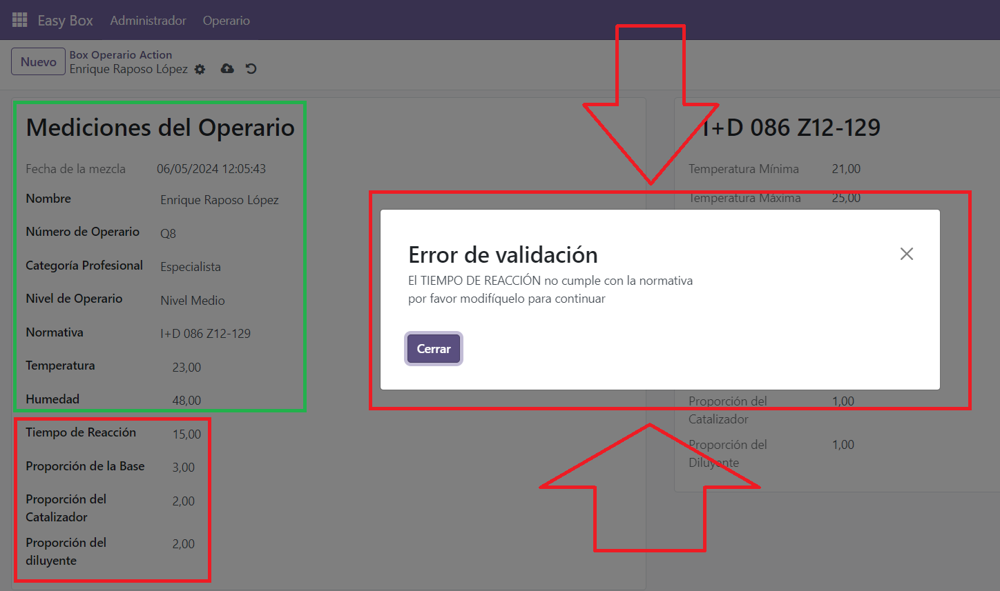 Easy Box Administrador Operario
Nuevo
Box Operario Action
Enrique Raposo López
Mediciones del Operario
Fecha de la mezcla 06/05/2024 12:05:43
Nombre Enrique Raposo López
Número de Operario Q8
Categoría Profesional Especialista
Nivel de Operario Nivel Medio
Normativa I+D 086 Z12-129
Temperatura 23,00
Humedad 48,00
Tiempo de Reacción 15,00
Proporción de la Base 3,00
Proporción del
Catalizador
2,00
Proporción del
diluyente
2,00
I+D 086 Z12-129
Temperatura Mínima 21,00
Temperatura Máxima 25,00
Error de validación
El TIEMPO DE REACCIÓN no cumple con la normativa
por favor modifíquelo para continuar
Cerrar
Proporción del
Catalizador
1,00
Proporción del
Diluyente
1,00